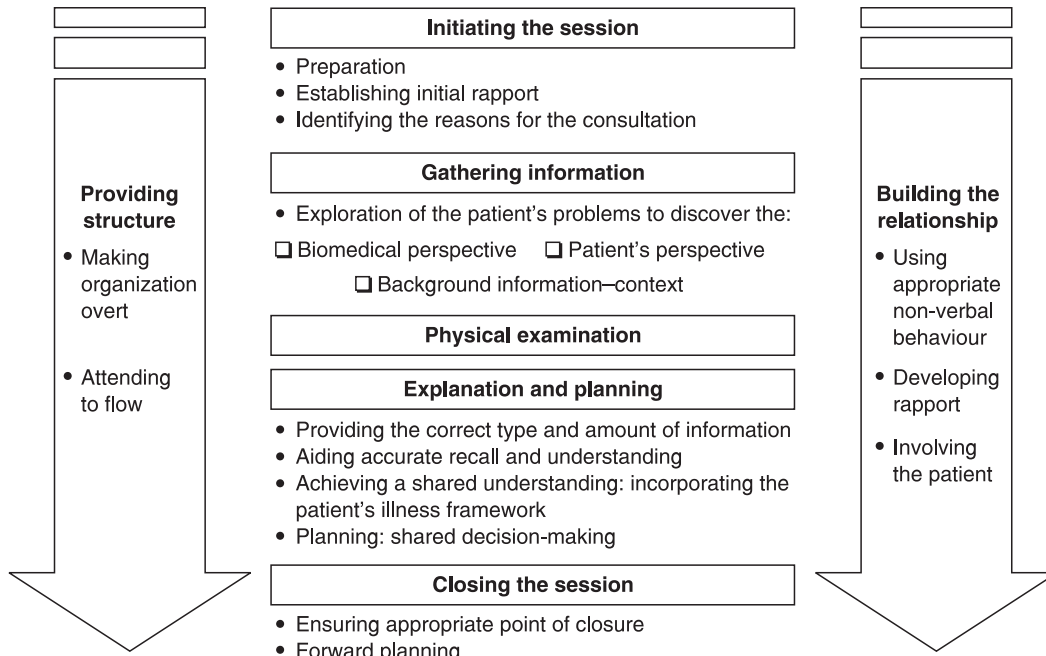 Initiating the session
• Preparation
• Establishing initial rapport
• Identifying the reasons for the consultation
Gathering information
• Exploration of the patient's problems to discover the:
❏ Biomedical perspective ❏ Patient's perspective
❏ Background information–context
Physical examination
Explanation and planning
• Providing the correct type and amount of information
• Aiding accurate recall and understanding
• Achieving a shared understanding: incorporating the
patient's illness framework
• Planning: shared decision-making
Closing the session
• Ensuring appropriate point of closure
• Forward planning
Providing
structure
• Making
organization
overt
• Attending
to flow
Building the
relationship
• Using
appropriate
non-verbal
behaviour
• Developing
rapport
• Involving
the patient